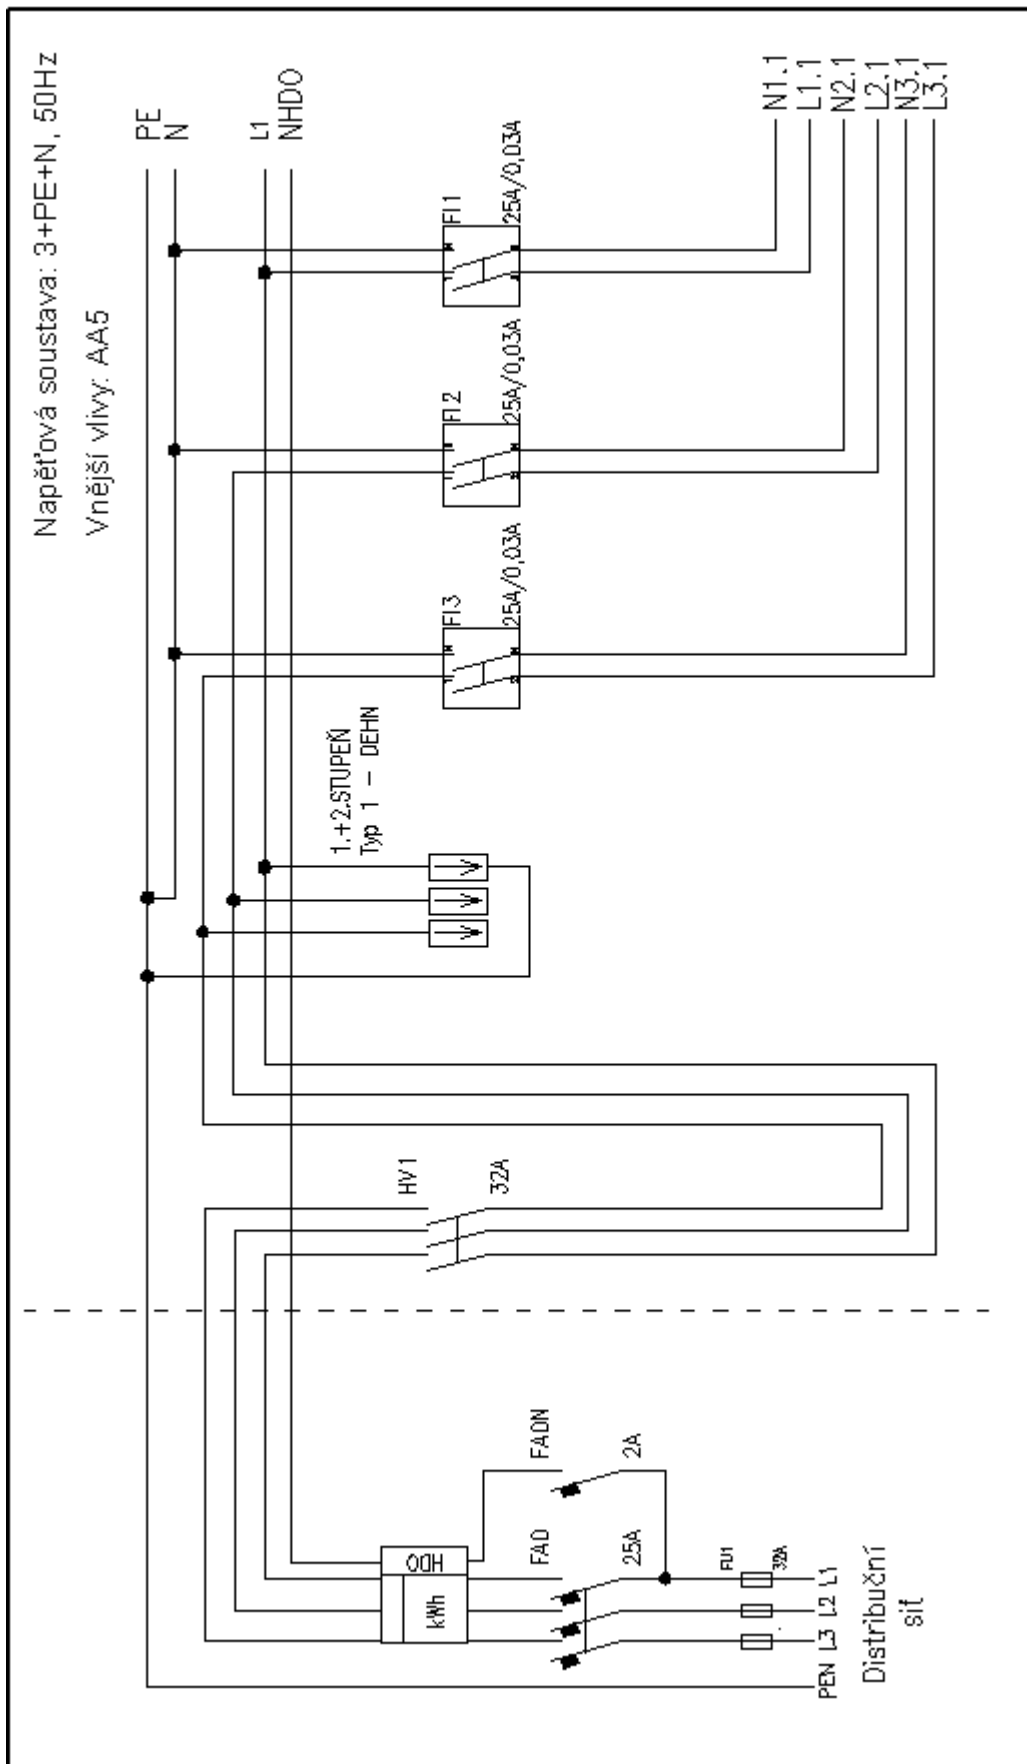 Napěťová soustava: 3+PE+N, 50Hz
Vnější vlivy: AA5
PE
N
L1
NHDO
FI1
25A/0,03A
FI2
25A/0,03A
FI3
25A/0,03A
N1.1
L1.1
N2.1
L2.1
N3.1
L3.1
1.+2.STUPEŇ
Typ 1 - DEHN
HV1
32A
FADN
2A
FAD
25A
HDO
kWh
FU1
32A
L1
L2
L3
PEN
Distribuční
síť